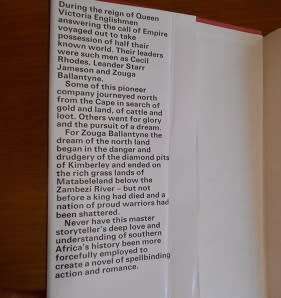 During the reign of Queen
Victoria Englishmen
answering the call of Empire
voyaged out to take
possession of half their
known world. Their leaders
were such men as Cecil
Rhodes, Leander Starr
Jameson and Zouga
Ballantyne.
Some of this pioneer
company journeyed north
from the Cape in search of
gold and land, of cattle and
loot. Others went for glory
and the pursuit of a dream.
For Zouga Ballantyne the
dream of the north land
began in the danger and
drudgery of the diamond pits
of Kimberley and ended on
the rich grass lands of
Matabeleland below the
Zambezi River – but not
before a king had died and a
nation of proud warriors had
been shattered.
Never have this master
storyteller's deep love and
understanding of southern
Africa's history been more
forcefully employed to
create a novel of spellbinding
action and romance.